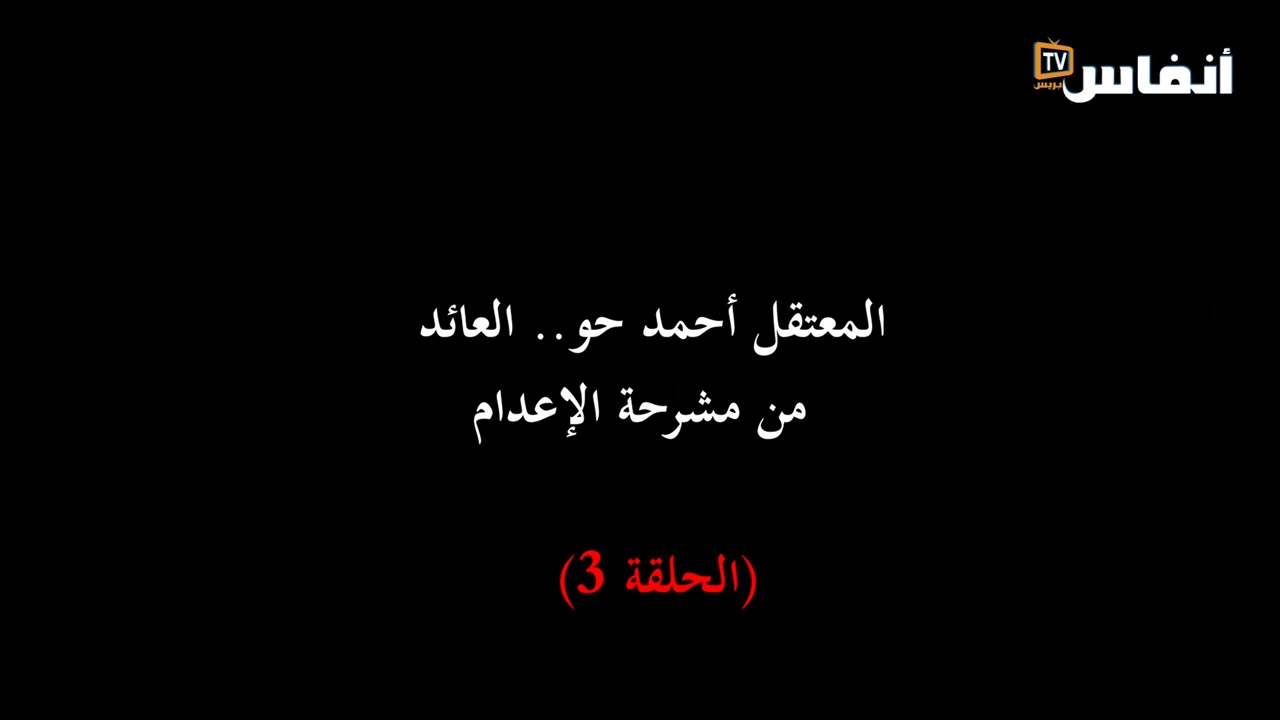 أنفاس
TV
بريس
المعتقل أحمد حو.. العائد
من مشرحة الإعدام
(الحلقة 3)